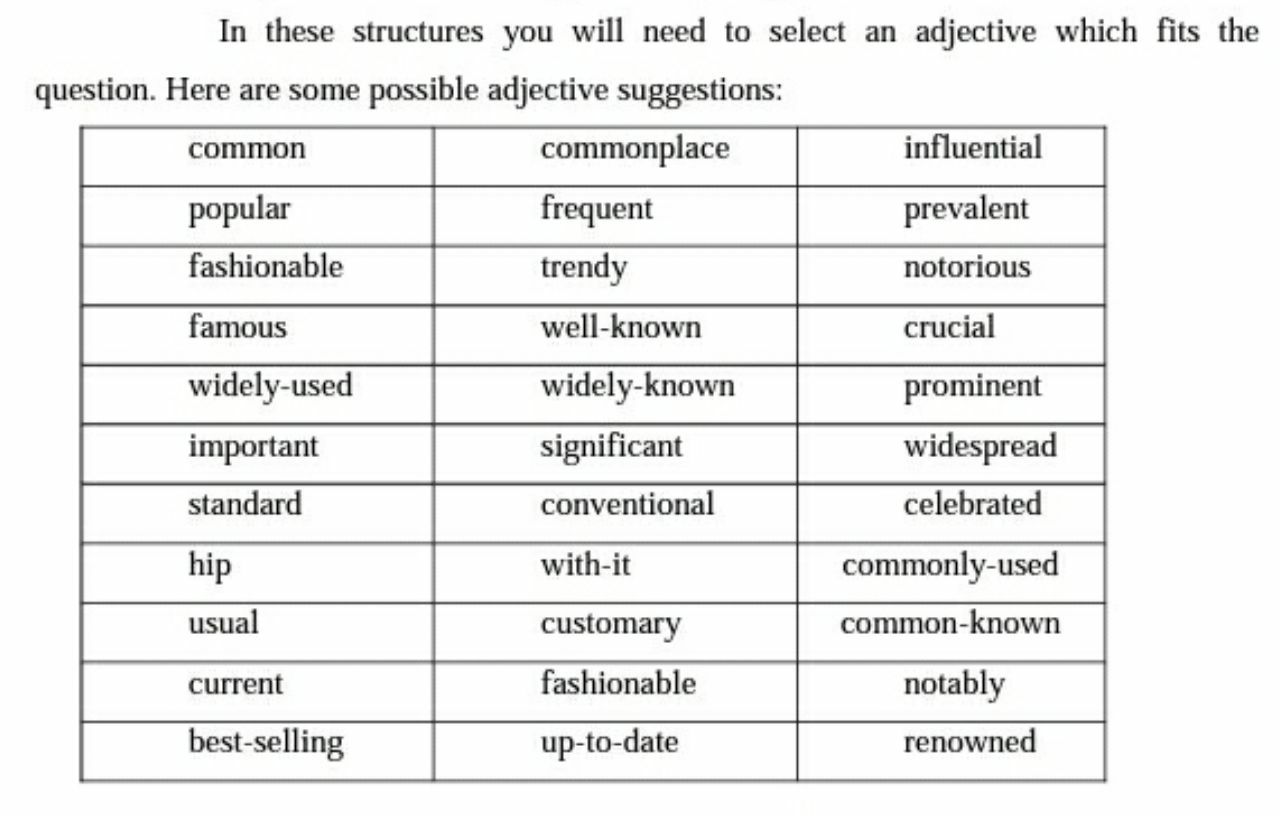 In these structures you will need to select an adjective which fits the
question. Here are some possible adjective suggestions:
common commonplace influential
popular frequent prevalent
fashionable trendy notorious
famous well-known crucial
widely-used widely-known prominent
important significant widespread
standard conventional celebrated
hip with-it commonly-used
usual customary common-known
current fashionable notably
best-selling up-to-date renowned